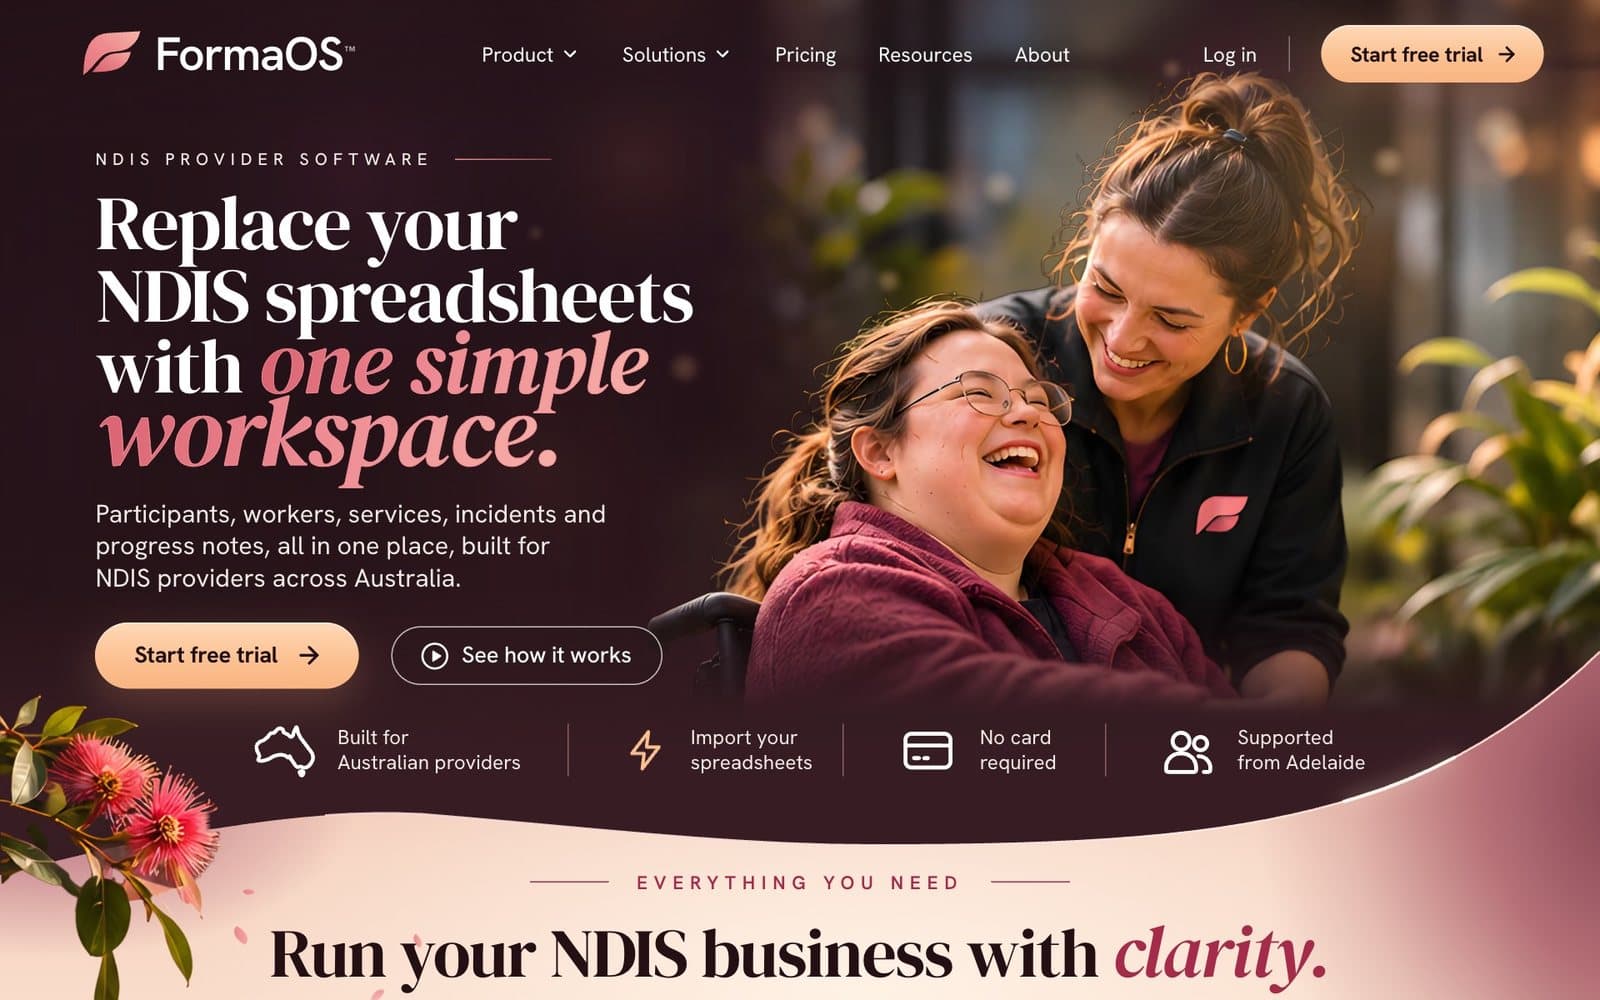 FormaOS™
Product
Solutions
Pricing
Resources
About
Log in
Start free trial
NDIS PROVIDER SOFTWARE
Replace your
NDIS spreadsheets
with one simple
workspace.
Participants, workers, services, incidents and
progress notes, all in one place, built for
NDIS providers across Australia.
Start free trial
See how it works
Built for
Australian providers
Import your
spreadsheets
No card
required
Supported
from Adelaide
EVERYTHING YOU NEED
Run your NDIS business with clarity.